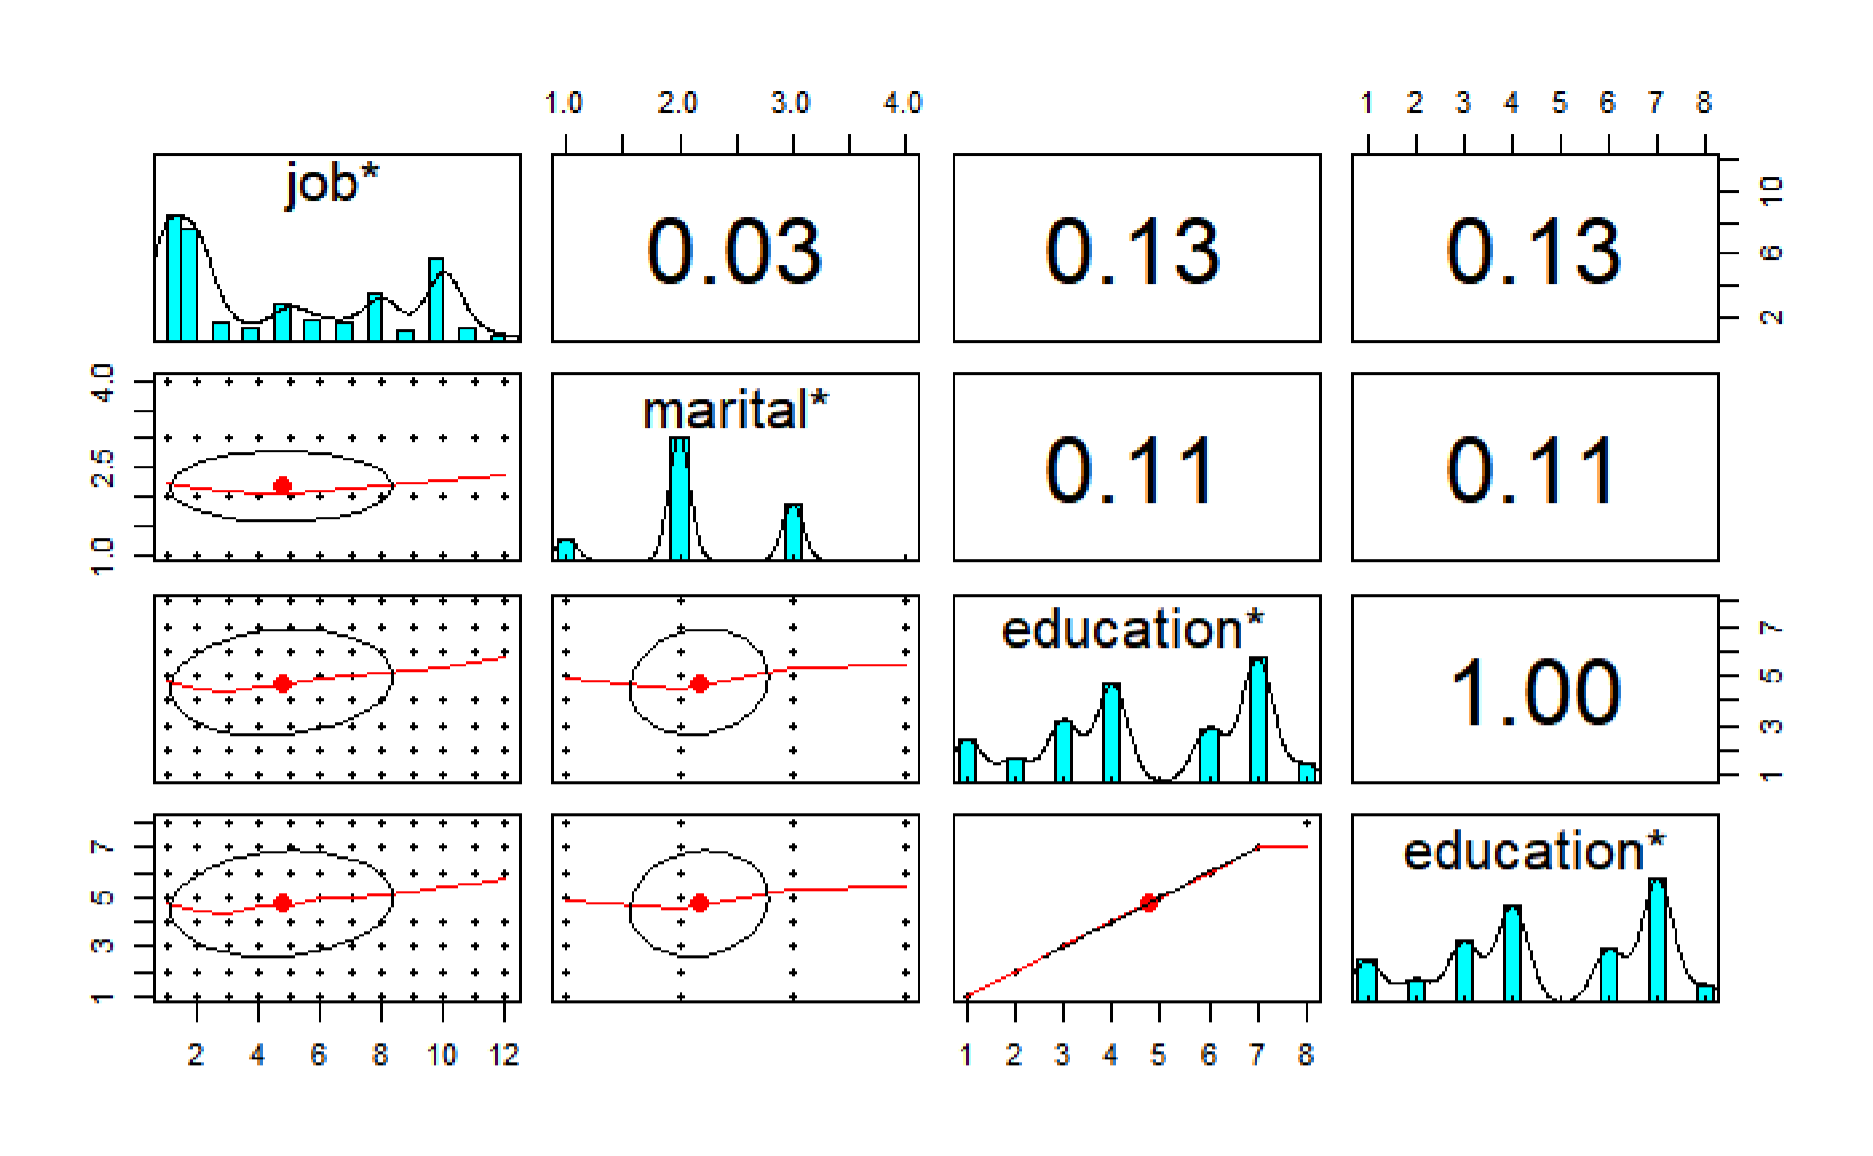 1.0 2.0 3.0 4.0 1 2 3 4 5 6 7 8
job* 0.03 0.13 0.13 2 6 10
1.0 2.5 4.0 marital* 0.11 0.11
education* 1.00 1 3 5 7
1 3 5 7 education*
2 4 6 8 10 12 1 2 3 4 5 6 7 8